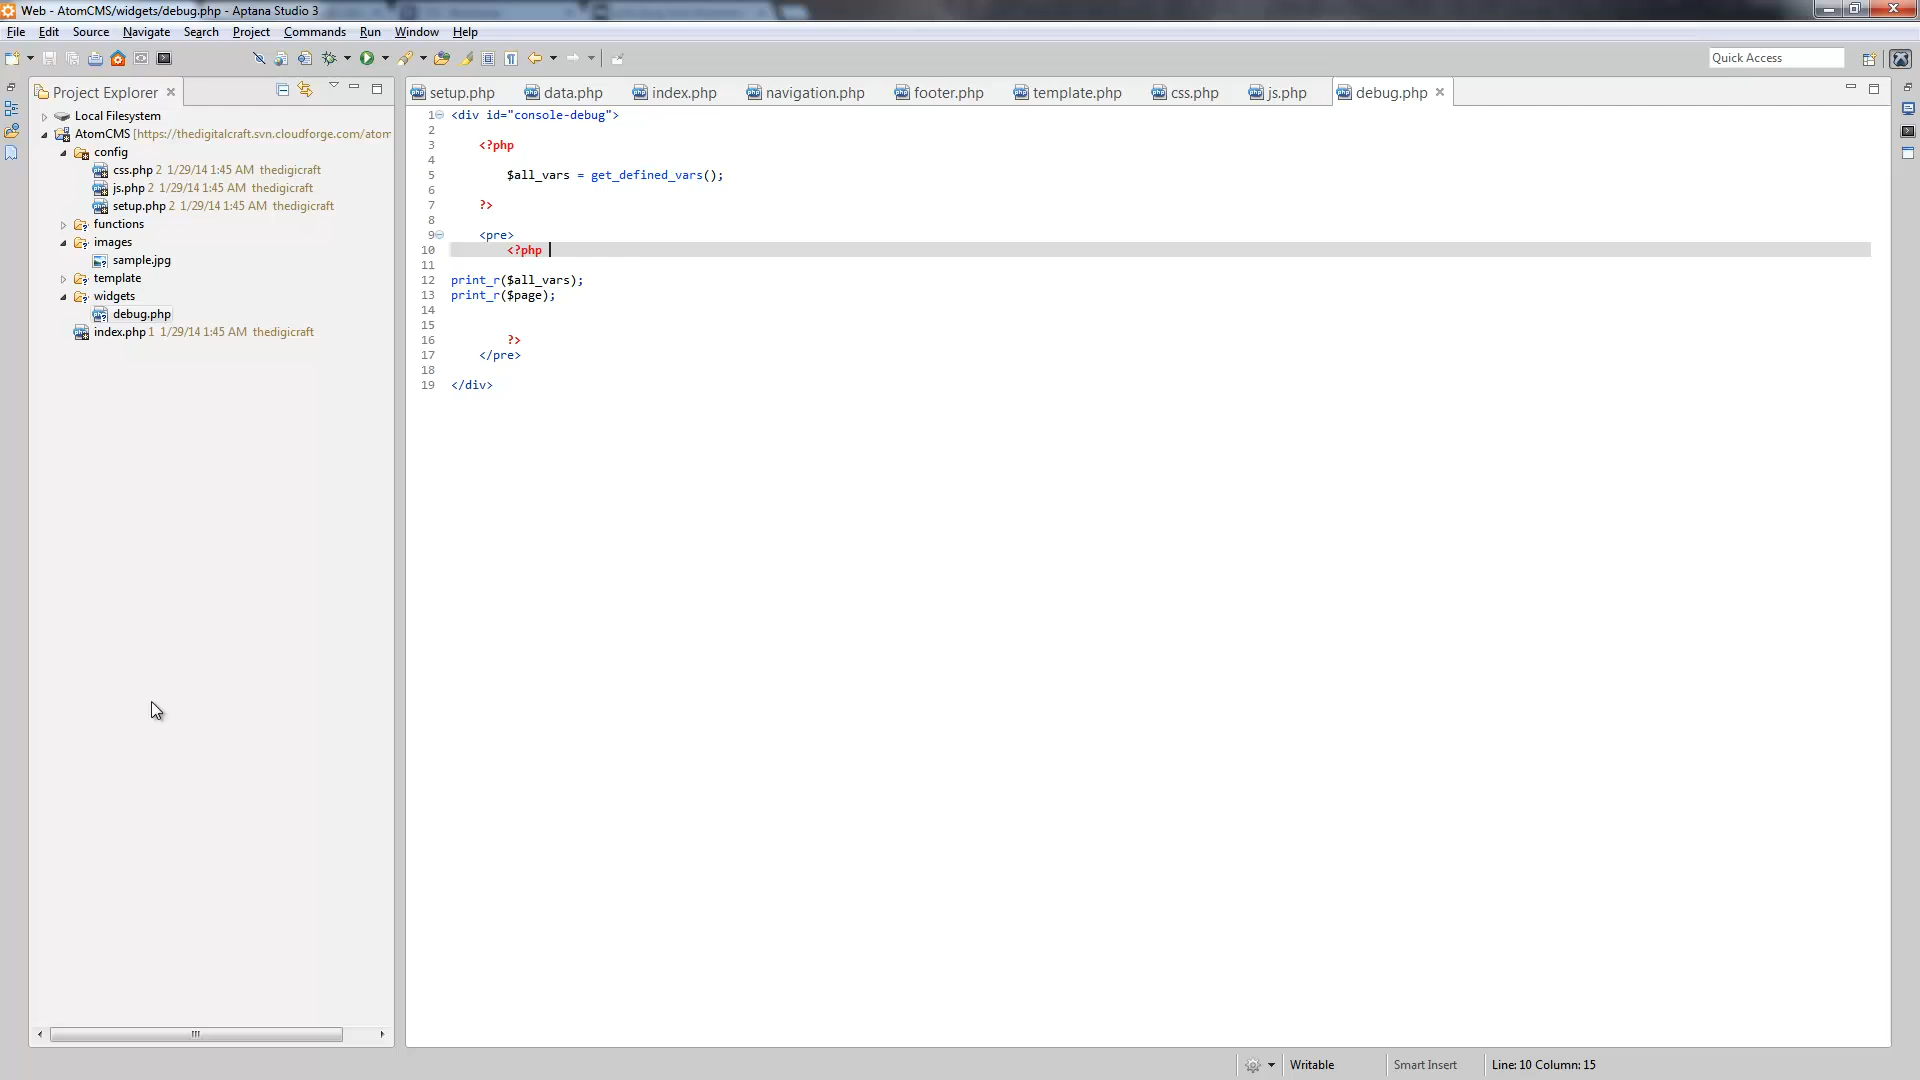 Web - AtomCMS/widgets/debug.php - Aptana Studio 3
File Edit Source Navigate Search Project Commands Run Window Help
Quick Access
Project Explorer
setup.php data.php index.php navigation.php footer.php template.php css.php js.php debug.php
Local Filesystem
AtomCMS [https://thedigitalcraft.svn.cloudforge.com/atom
config
css.php 2 1/29/14 1:45 AM thedigicraft
js.php 2 1/29/14 1:45 AM thedigicraft
setup.php 2 1/29/14 1:45 AM thedigicraft
functions
images
sample.jpg
template
widgets
debug.php
index.php 1 1/29/14 1:45 AM thedigicraft
1 <div id="console-debug">
2
3 <?php
4
5 $all_vars = get_defined_vars();
6
7 ?>
8
9 <pre>
10 <?php
11
12 print_r($all_vars);
13 print_r($page);
14
15
16 ?>
17 </pre>
18
19 </div>
Writable Smart Insert Line: 10 Column: 15